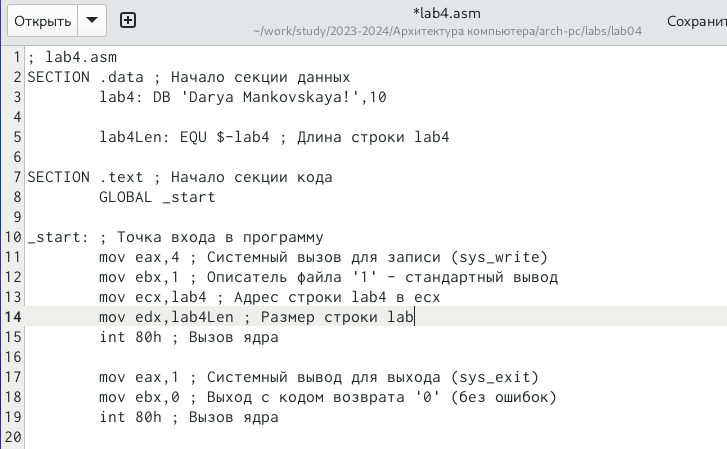 Открыть
*lab4.asm
~/work/study/2023-2024/Архитектура компьютера/arch-pc/labs/lab04
Сохранит
1 ; lab4.asm
2 SECTION .data ; Начало секции данных
3         lab4: DB 'Darya Mankovskaya!',10
4
5         lab4Len: EQU $-lab4 ; Длина строки lab4
6
7 SECTION .text ; Начало секции кода
8         GLOBAL _start
9
10 _start: ; Точка входа в программу
11         mov eax,4 ; Системный вызов для записи (sys_write)
12         mov ebx,1 ; Описатель файла '1' - стандартный вывод
13         mov ecx,lab4 ; Адрес строки lab4 в ecx
14         mov edx,lab4Len ; Размер строки lab
15         int 80h ; Вызов ядра
16
17         mov eax,1 ; Системный вывод для выхода (sys_exit)
18         mov ebx,0 ; Выход с кодом возврата '0' (без ошибок)
19         int 80h ; Вызов ядра
20